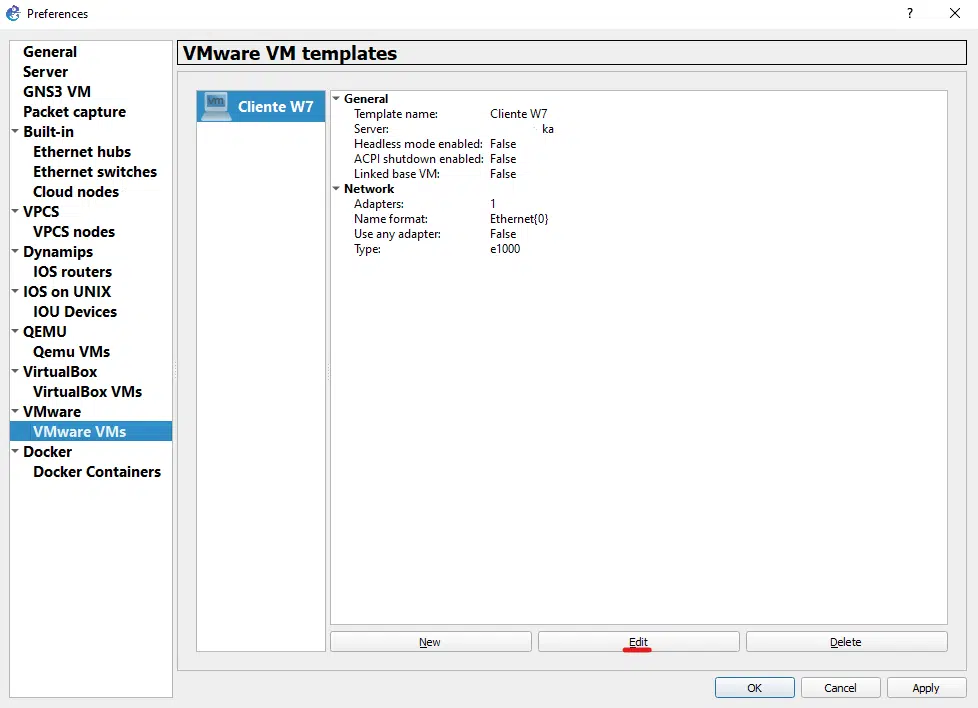 Preferences
?
General
Server
GNS3 VM
Packet capture
Built-in
Ethernet hubs
Ethernet switches
Cloud nodes
VPCS
VPCS nodes
Dynamips
IOS routers
IOS on UNIX
IOU Devices
QEMU
Qemu VMs
VirtualBox
VirtualBox VMs
VMware
VMware VMs
Docker
Docker Containers
VMware VM templates
vm Cliente W7
General
Template name: Cliente W7
Server: ka
Headless mode enabled: False
ACPI shutdown enabled: False
Linked base VM: False
Network
Adapters: 1
Name format: Ethernet{0}
Use any adapter: False
Type: e1000
New Edit Delete
OK Cancel Apply